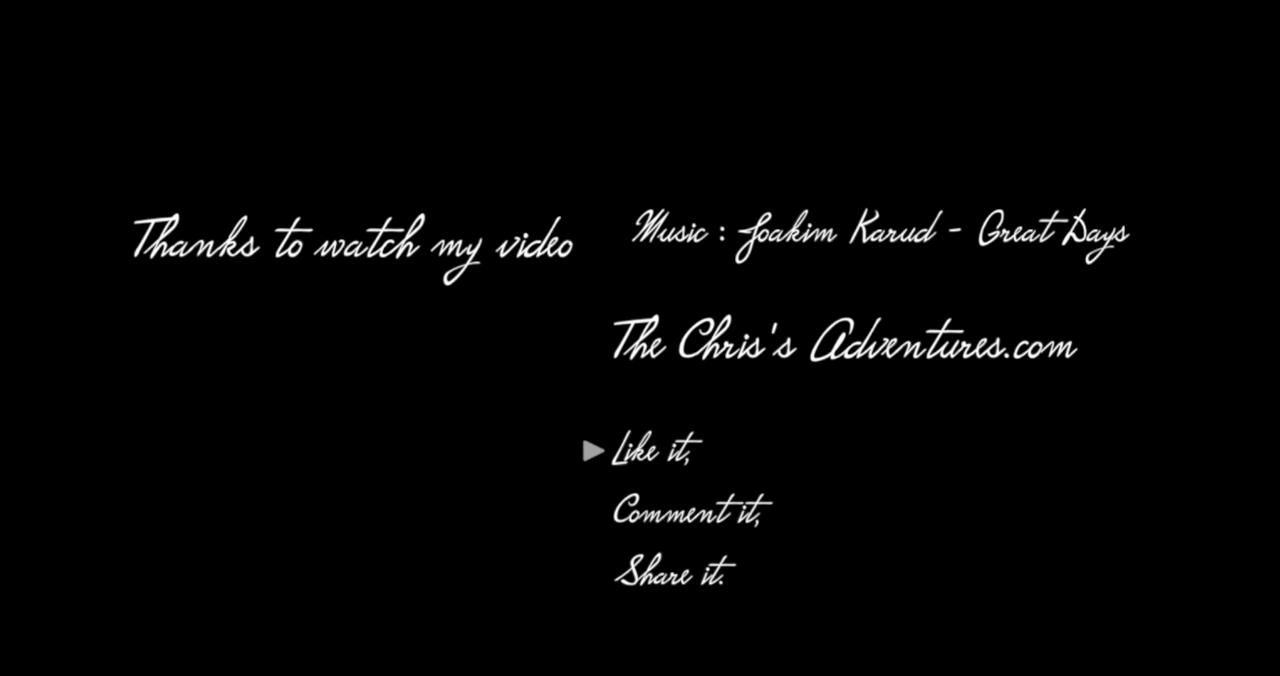 Thanks to watch my video
Music : Joakim Karud - Great Days
The Chris's Adventures.com
Like it,
Comment it,
Share it.